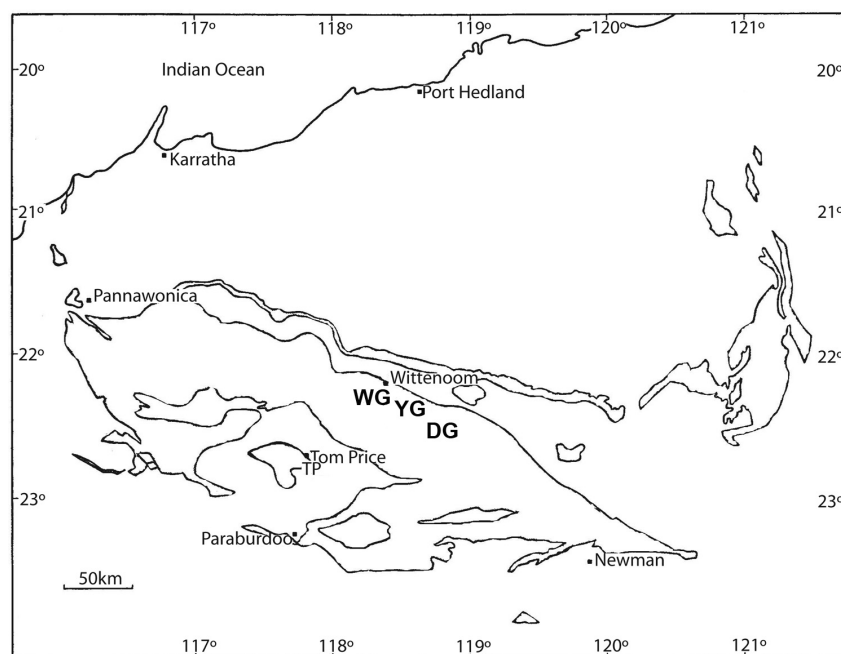 117º 118º 119º 120º 121º
20º Indian Ocean 20º
Port Hedland
Karratha
21º 21º
Pannawonica
22º 22º
Wittenoom
WG
YG
DG
Tom Price
TP
23º 23º
Paraburdoo
Newman
50km
117º 118º 119º 120º 121º